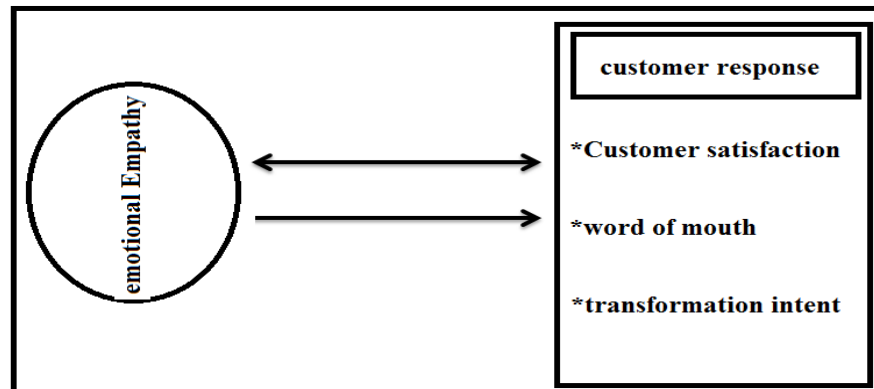 emotional Empathy
customer response
*Customer satisfaction
*word of mouth
*transformation intent